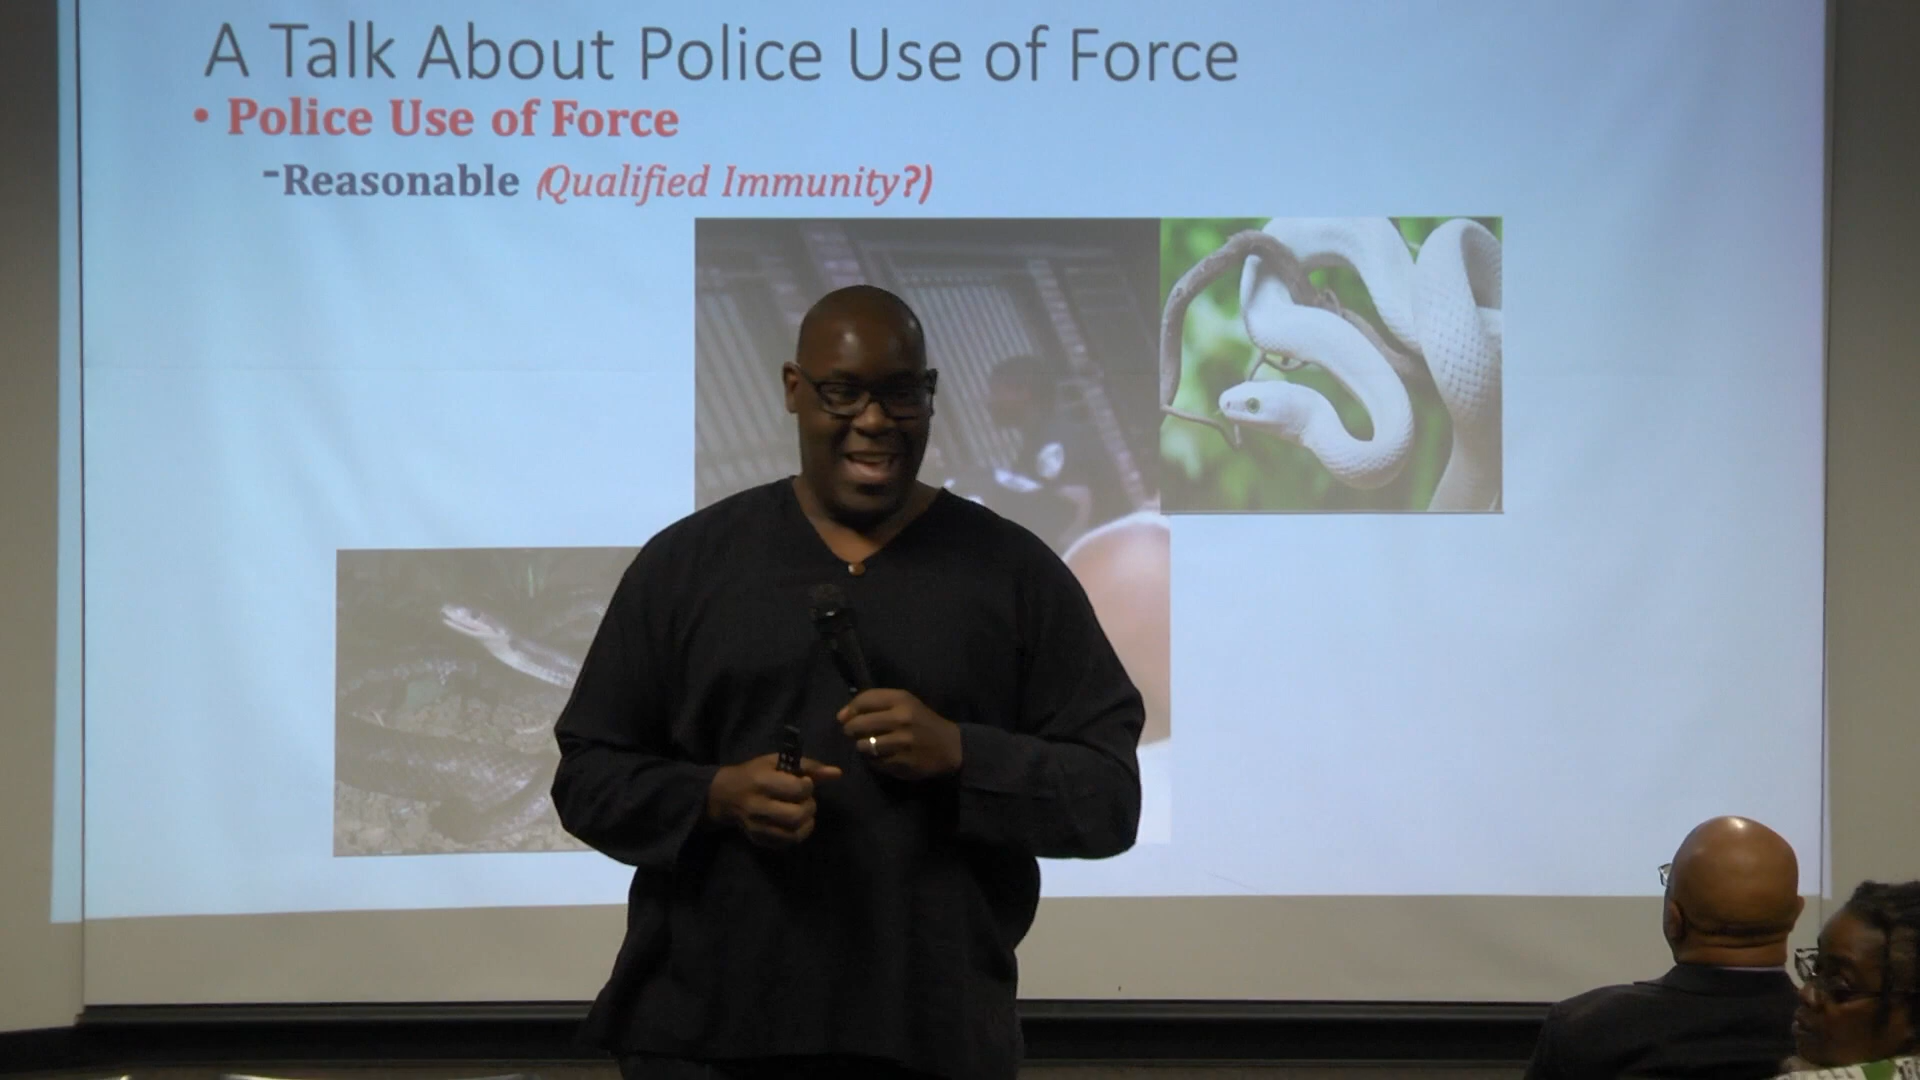 A Talk About Police Use of Force
• Police Use of Force
-Reasonable (Qualified Immunity?)